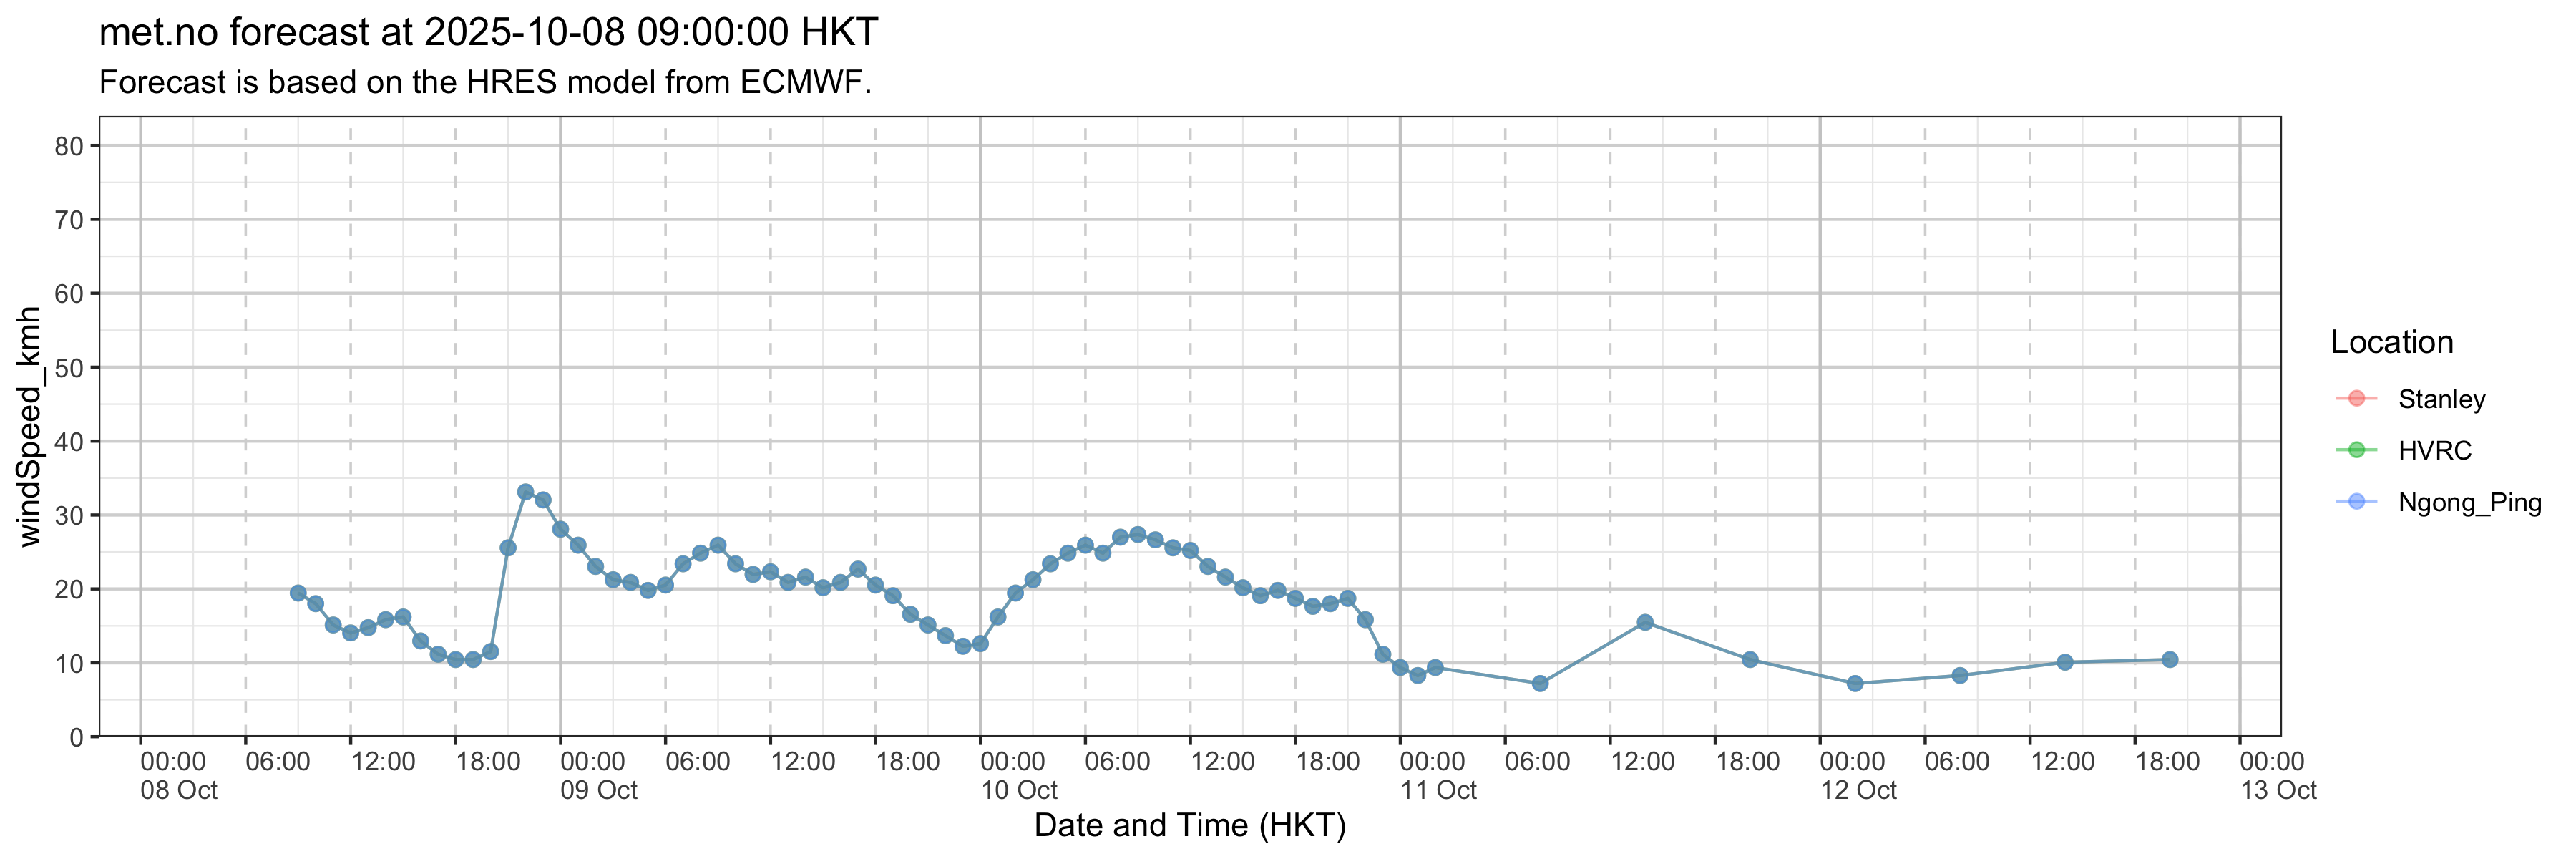 met.no forecast at 2025-10-08 09:00:00 HKT
Forecast is based on the HRES model from ECMWF.
windSpeed_kmh
80
70
60
50
40
30
20
10
0
00:00 06:00 12:00 18:00 00:00 06:00 12:00 18:00 00:00 06:00 12:00 18:00 00:00 06:00 12:00 18:00 00:00 06:00 12:00 18:00 00:00
08 Oct 09 Oct 10 Oct 11 Oct 12 Oct 13 Oct
Date and Time (HKT)
Location
Stanley
HVRC
Ngong_Ping